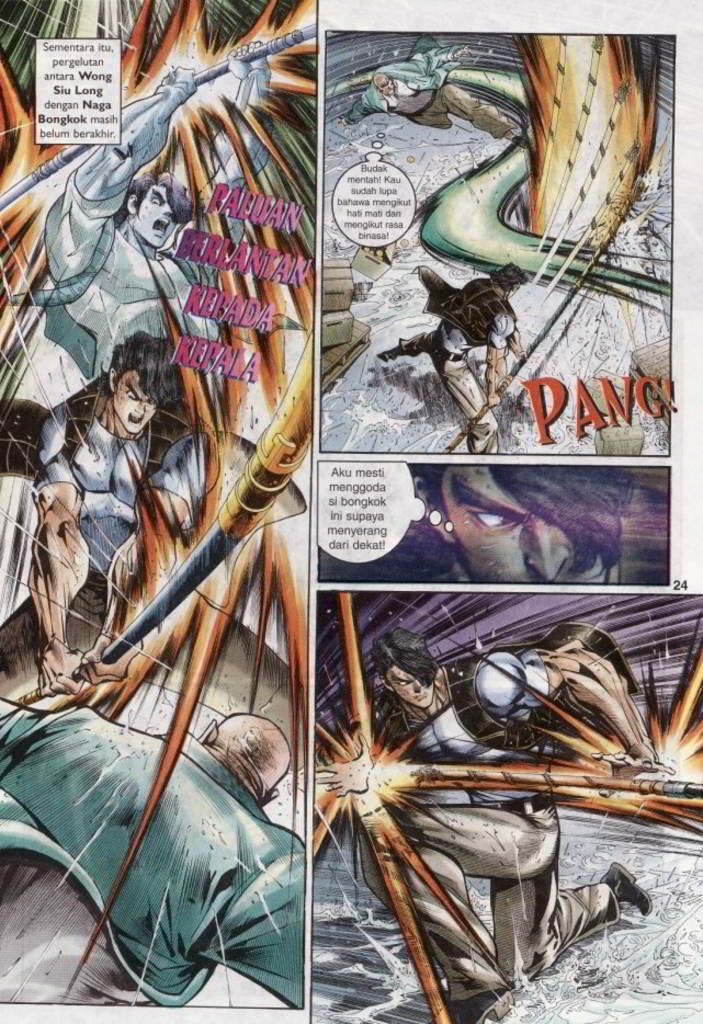 Sementara itu,
pergelutan
antara Wong
Siu Long
dengan Naga
Bongkok masih
belum berakhir.
PALUAN
BERLANTAN
KEPADA
KEPALA
Budak
mentah! Kau
sudah lupa
bahawa mengikut
hati mati dan
mengikut rasa
binasa!
PANG!
Aku mesti
menggoda
si bongkok
ini supaya
menyerang
dari dekat!
24